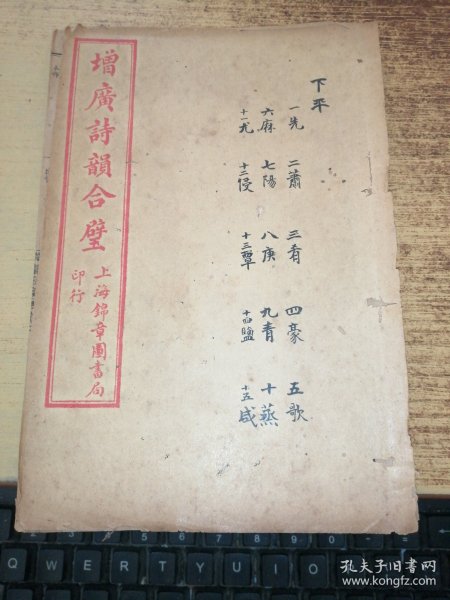 下平
一先 二蕭 三肴 四豪 五歌
六麻 七陽 八庚 九青 十蒸
十一尤 十二侵 十三覃 十四鹽 十五咸
增廣詩韻合璧
上海錦章圖書局
印行
Q W E R T Y U I O P
孔夫子旧书网
www.kongfz.com